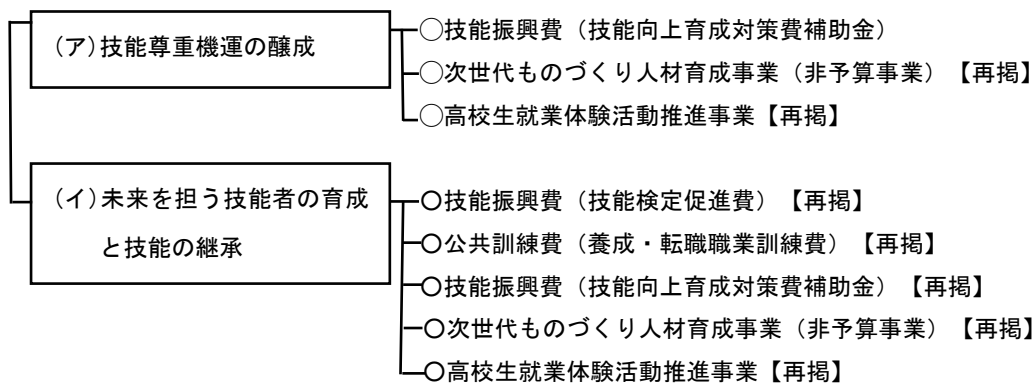 (ア)技能尊重機運の醸成
○技能振興費（技能向上育成対策費補助金）
○次世代ものづくり人材育成事業（非予算事業）【再掲】
○高校生就業体験活動推進事業【再掲】
(イ)未来を担う技能者の育成
と技能の継承
○技能振興費（技能検定促進費）【再掲】
○公共訓練費（養成・転職職業訓練費）【再掲】
○技能振興費（技能向上育成対策費補助金）【再掲】
○次世代ものづくり人材育成事業（非予算事業）【再掲】
○高校生就業体験活動推進事業【再掲】